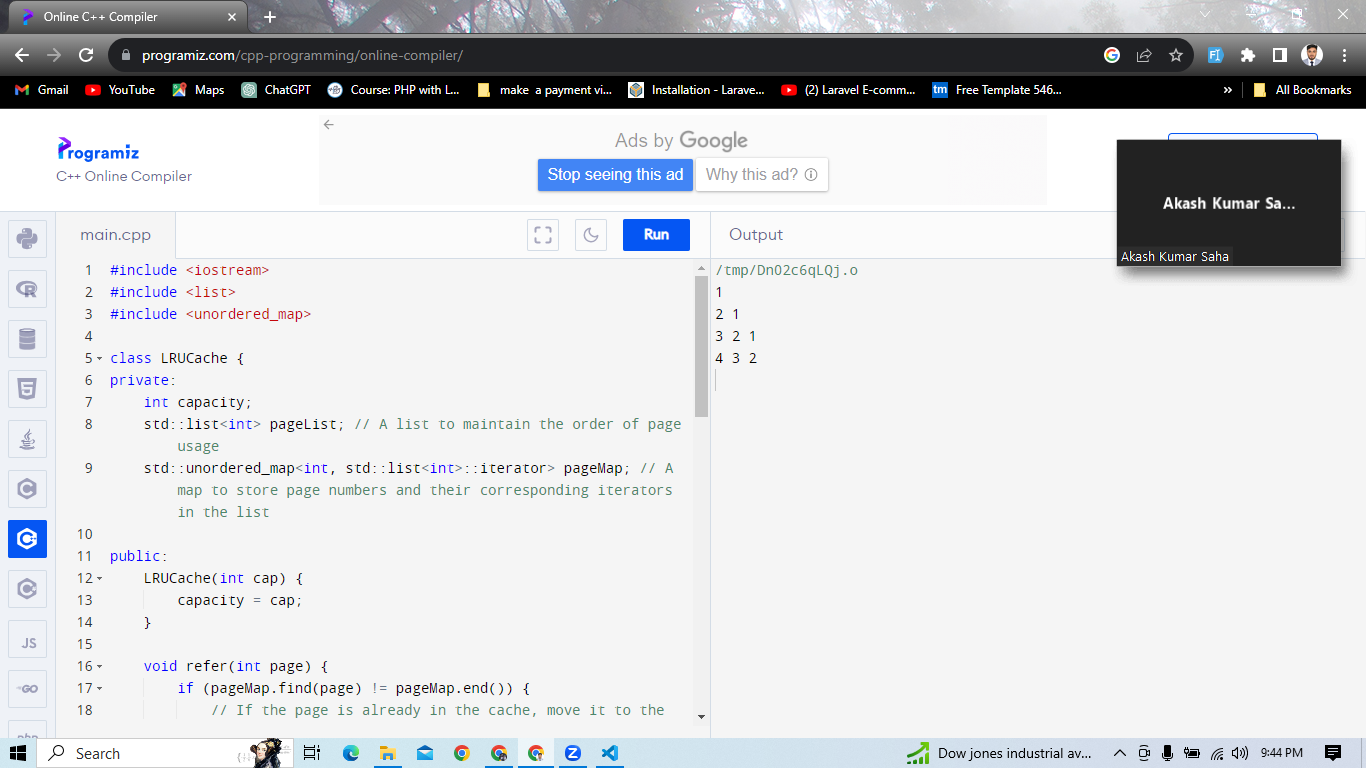 Online C++ Compiler
programiz.com/cpp-programming/online-compiler/
Gmail
YouTube
Maps
ChatGPT
Course: PHP with L...
make a payment vi...
Installation - Larave...
(2) Laravel E-comm...
tm
Free Template 546...
»
All Bookmarks
Programiz
C++ Online Compiler
Ads by Google
Stop seeing this ad
Why this ad?
Akash Kumar Sa...
Akash Kumar Saha
main.cpp
Run
Output
1 #include <iostream>
2 #include <list>
3 #include <unordered_map>
4
5 class LRUCache {
6 private:
7 int capacity;
8 std::list<int> pageList; // A list to maintain the order of page
usage
9 std::unordered_map<int, std::list<int>::iterator> pageMap; // A
map to store page numbers and their corresponding iterators
in the list
10
11 public:
12 LRUCache(int cap) {
13 capacity = cap;
14 }
15
16 void refer(int page) {
17 if (pageMap.find(page) != pageMap.end()) {
18 // If the page is already in the cache, move it to the
/tmp/DnO2c6qLQj.o
1
2 1
3 2 1
4 3 2
JS
GO
php
Search
Dow jones industrial av...
9:44 PM